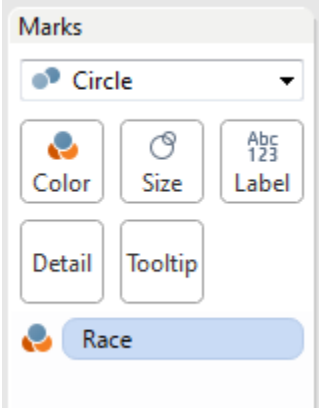 Marks
Circle
Abc
123
Color Size Label
Detail Tooltip
Race